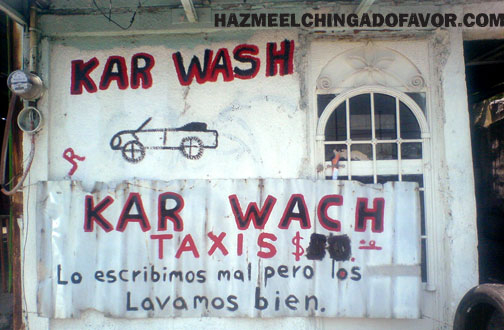 HAZMEELCHINGADOFAVOR.COM
KAR WASH
KAR WACH
TAXIS $
Lo escribimos mal pero los
Lavamos bien.